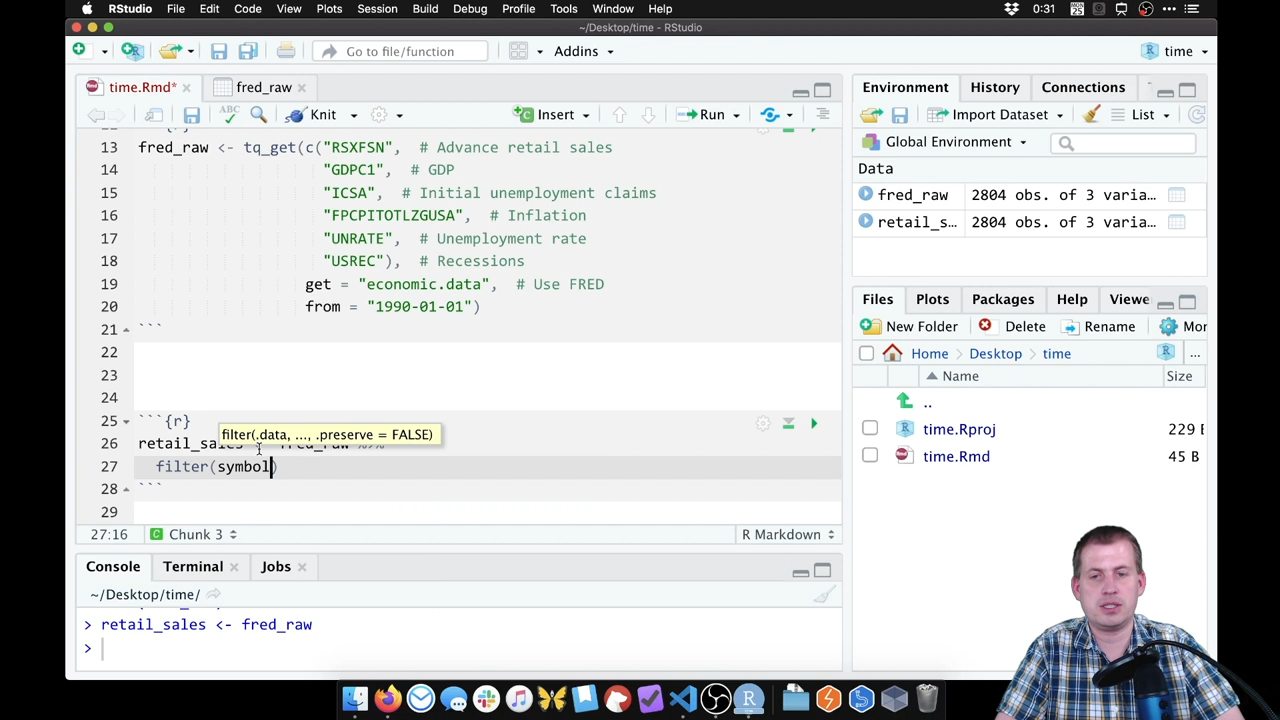 RStudio File Edit Code View Plots Session Build Debug Profile Tools Window Help 0:31
MON 25
~/Desktop/time - RStudio
Go to file/function Addins time
time.Rmd* fred_raw
ABC Knit Insert Run
13 fred_raw <- tq_get(c("RSXFSN", # Advance retail sales
14 "GDPC1", # GDP
15 "ICSA", # Initial unemployment claims
16 "FPCPITOTLZGUSA", # Inflation
17 "UNRATE", # Unemployment rate
18 "USREC"), # Recessions
19 get = "economic.data", # Use FRED
20 from = "1990-01-01")
21 ```
22
23
24
25 ```{r}
filter(.data, ..., .preserve = FALSE)
26 retail_sales
27 filter(symbol)
28 ```
29
27:16 Chunk 3 R Markdown
Console Terminal Jobs
~/Desktop/time/
> retail_sales <- fred_raw
>
Environment History Connections
Import Dataset List
Global Environment
Data
fred_raw 2804 obs. of 3 varia...
retail_s... 2804 obs. of 3 varia...
Files Plots Packages Help Viewe
New Folder Delete Rename Mor
Home Desktop time ...
Name Size
..
time.Rproj 229 B
time.Rmd 45 B